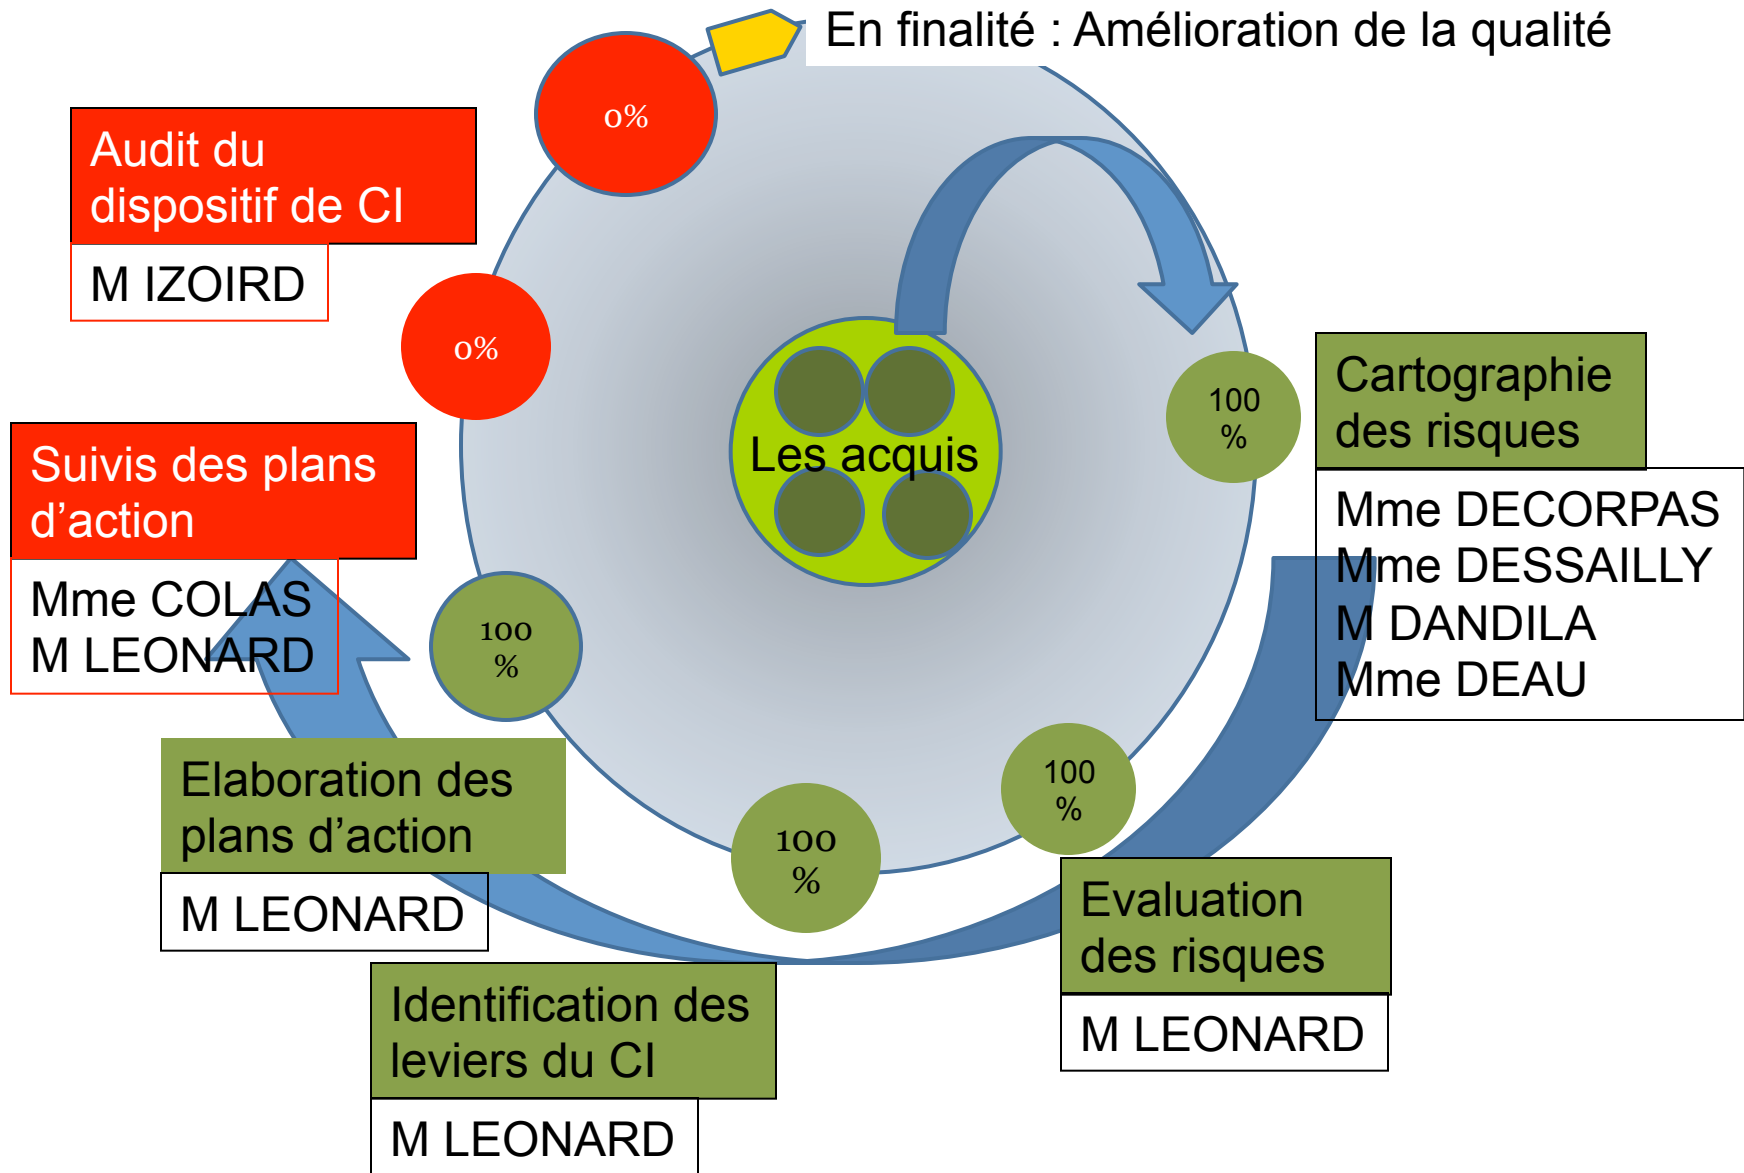 En finalité : Amélioration de la qualité
0%
Audit du
dispositif de CI
M IZOIRD
0%
Suivis des plans
d’action
Mme COLAS
M LEONARD
Les acquis
100
%
Cartographie
des risques
Mme DECORPAS
Mme DESSAILLY
M DANDILA
Mme DEAU
100
%
Elaboration des
plans d’action
M LEONARD
100
%
Identification des
leviers du CI
M LEONARD
100
%
Evaluation
des risques
M LEONARD